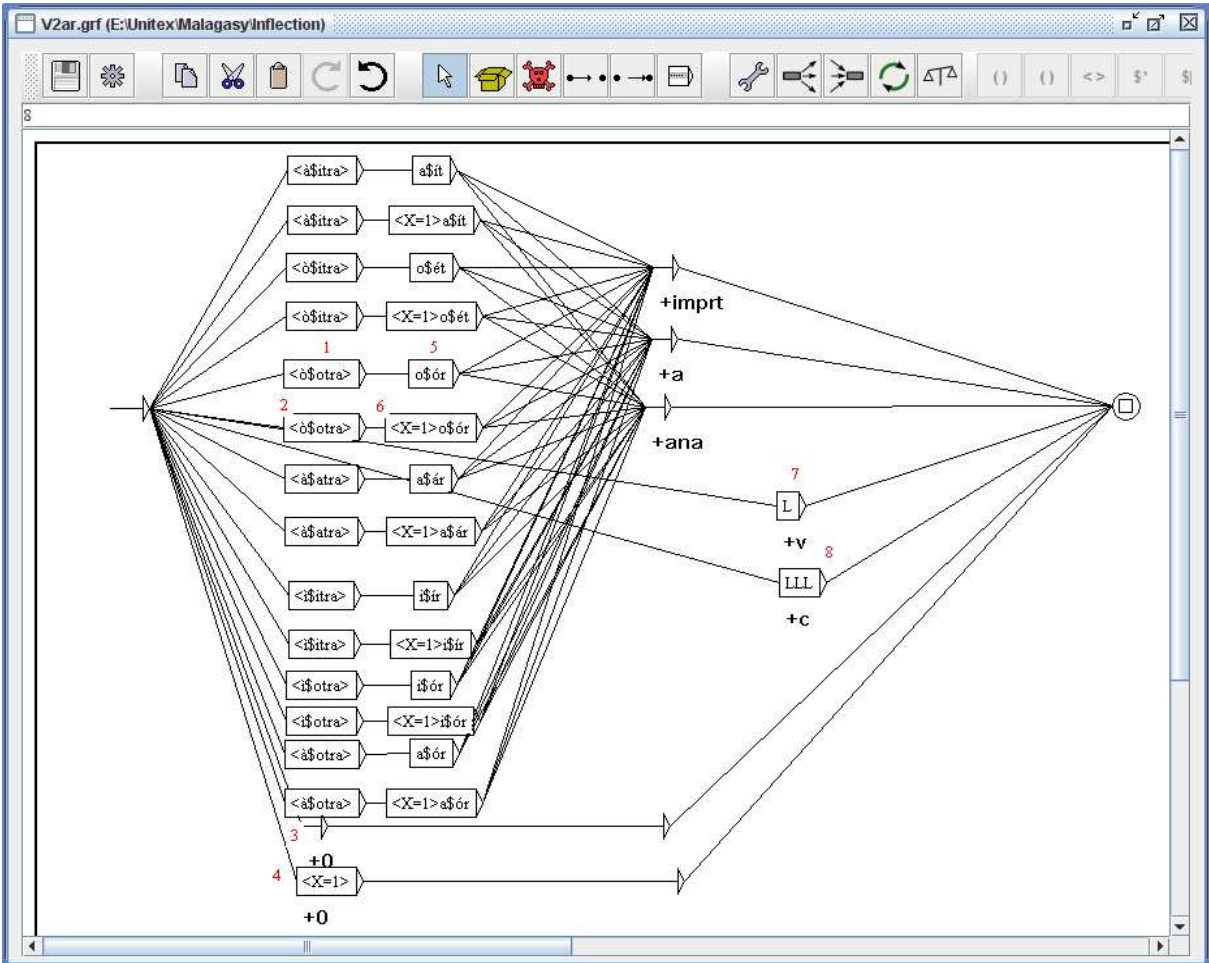 V2ar.grf (E:\Unitex\Malagasy\Inflection)
( ) ( ) < > $* $[
8
<à$itra> a$ít
<à$itra> <X=1>a$ít
<ò$itra> o$ét
+imprt
<ò$itra> <X=1>o$ét
1 5
<ò$otra> o$ór
+a
2 6
<ò$otra> <X=1>o$ór
+ana
<à$atra> a$ár
7
L
+v
<à$atra> <X=1>a$ár
8
LLL
+c
<ì$itra> i$ír
<ì$itra> <X=1>i$ír
<ì$otra> i$ór
<ì$otra> <X=1>i$ór
<à$otra> a$ór
<à$otra> <X=1>a$ór
3
+0
4 <X=1>
+0